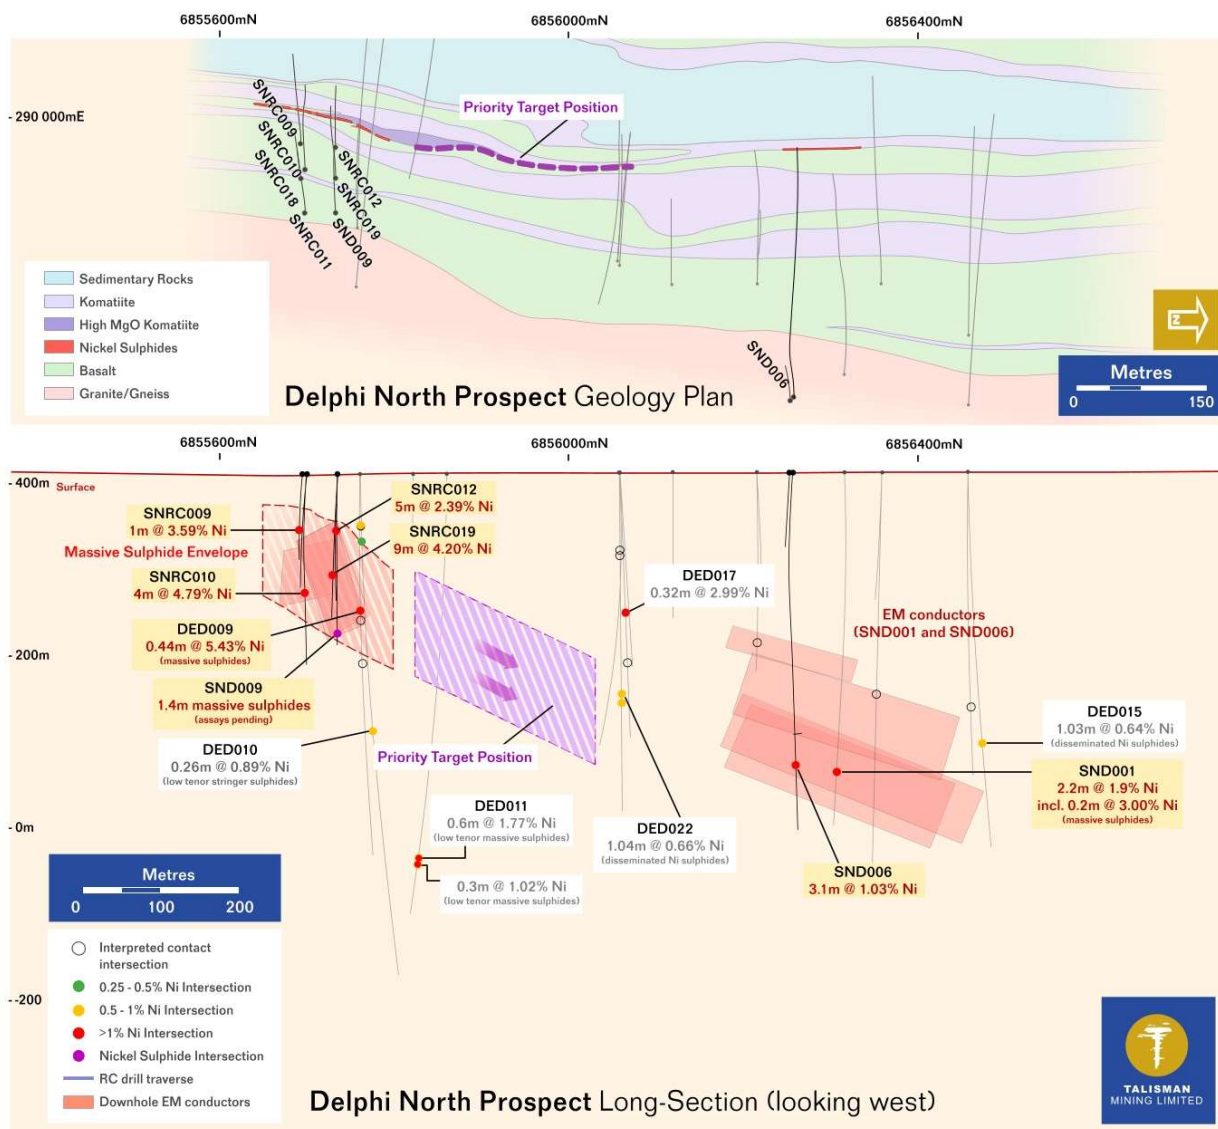 6855600mN
6856000mN
6856400mN
290 000mE
SNRC009
SNRC010
SNRC018
SNRC011
SNRC012
SNRC019
SND009
Priority Target Position
SND006
Sedimentary Rocks
Komatiite
High MgO Komatiite
Nickel Sulphides
Basalt
Granite/Gneiss
Delphi North Prospect Geology Plan
Z
Metres
0 150
6855600mN
6856000mN
6856400mN
400m
Surface
SNRC009
1m @ 3.59% Ni
Massive Sulphide Envelope
SNRC010
4m @ 4.79% Ni
DED009
0.44m @ 5.43% Ni
(massive sulphides)
SND009
1.4m massive sulphides
(assays pending)
DED010
0.26m @ 0.89% Ni
(low tenor stringer sulphides)
SNRC012
5m @ 2.39% Ni
SNRC019
9m @ 4.20% Ni
Priority Target Position
DED011
0.6m @ 1.77% Ni
(low tenor massive sulphides)
0.3m @ 1.02% Ni
(low tenor massive sulphides)
DED017
0.32m @ 2.99% Ni
DED022
1.04m @ 0.66% Ni
(disseminated Ni sulphides)
EM conductors
(SND001 and SND006)
SND006
3.1m @ 1.03% Ni
DED015
1.03m @ 0.64% Ni
(disseminated Ni sulphides)
SND001
2.2m @ 1.9% Ni
incl. 0.2m @ 3.00% Ni
(massive sulphides)
200m
0m
-200
Metres
0 100 200
Interpreted contact
intersection
0.25 - 0.5% Ni Intersection
0.5 - 1% Ni Intersection
>1% Ni Intersection
Nickel Sulphide Intersection
RC drill traverse
Downhole EM conductors
Delphi North Prospect Long-Section (looking west)
TALISMAN
MINING LIMITED